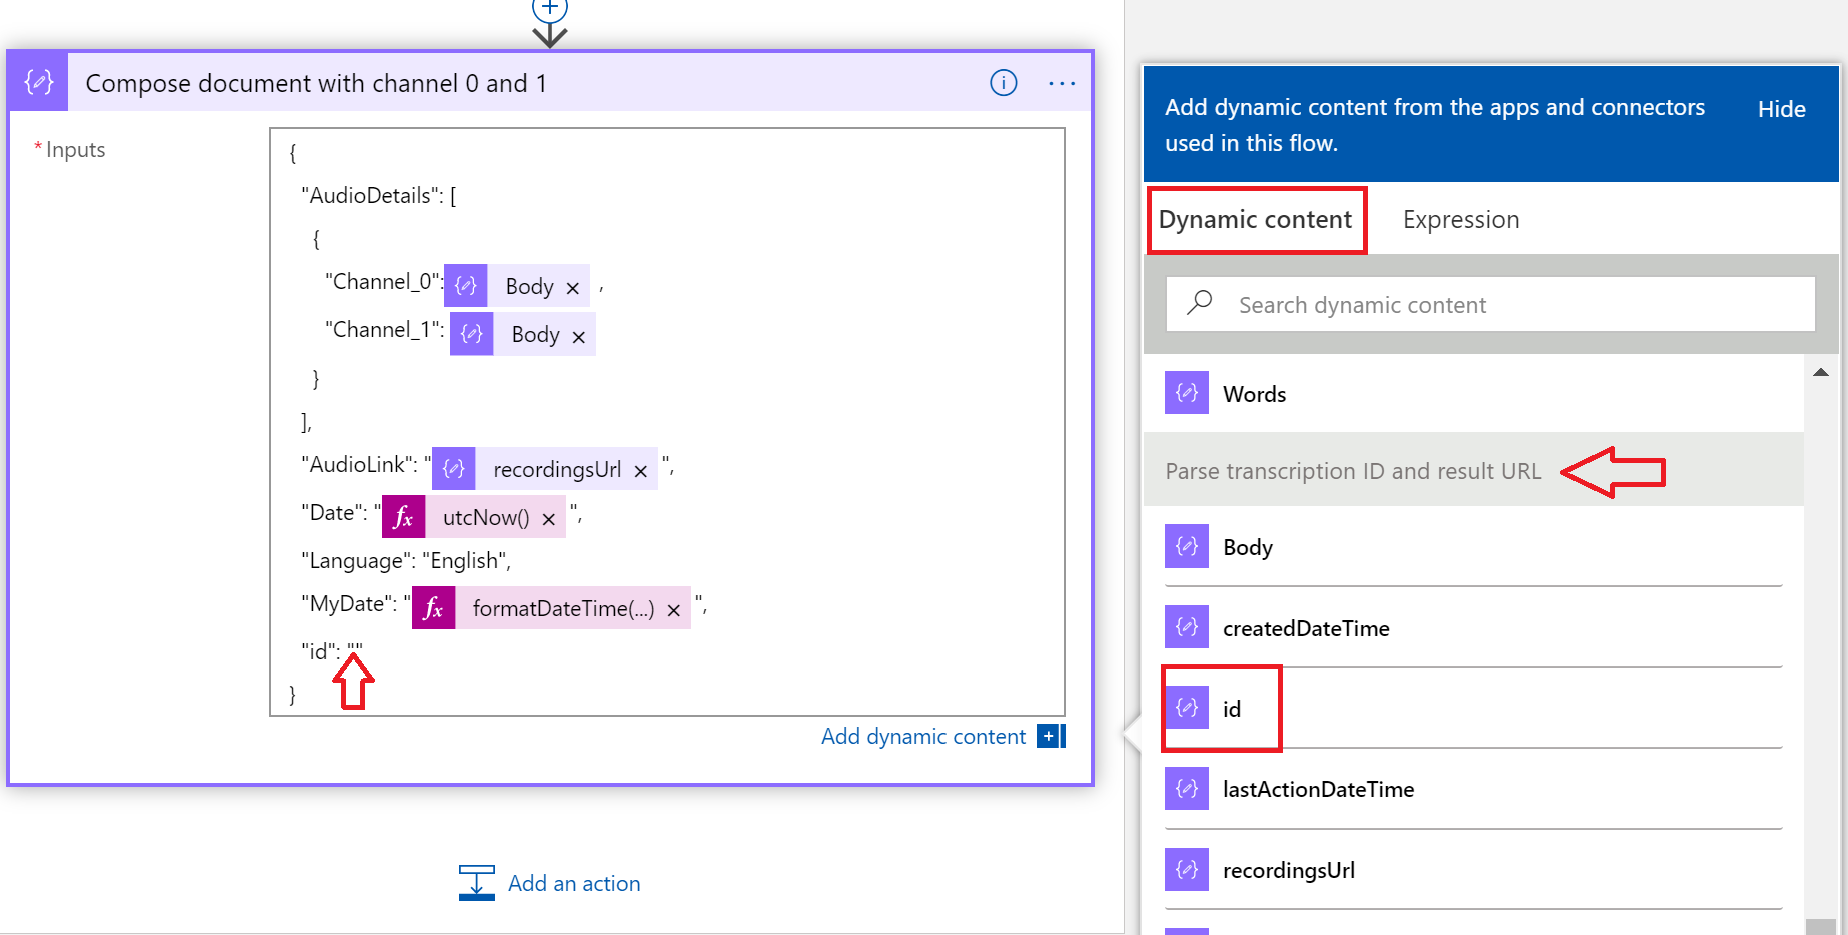 Compose document with channel 0 and 1
* Inputs
{
"AudioDetails": [
{
"Channel_0": Body × ,
"Channel_1": Body ×
}
],
"AudioLink": " recordingsUrl × ",
"Date": " fx utcNow() × ",
"Language": "English",
"MyDate": " fx formatDateTime(...) × ",
"id": ""
}
Add dynamic content
Add an action
Add dynamic content from the apps and connectors
used in this flow.
Hide
Dynamic content Expression
Search dynamic content
Words
Parse transcription ID and result URL
Body
createdDateTime
id
lastActionDateTime
recordingsUrl